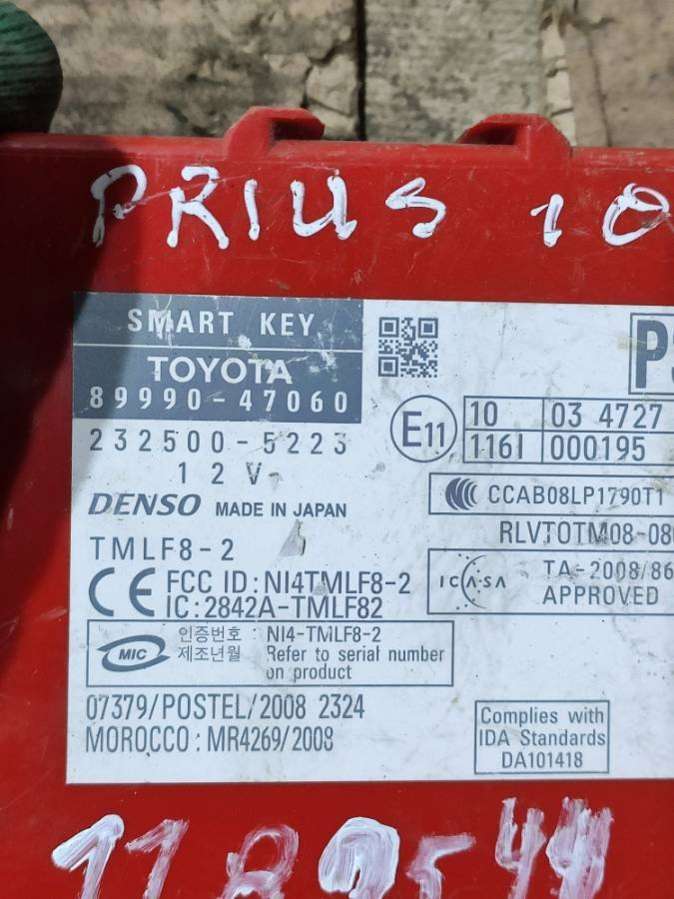 PRIUS 10
SMART KEY
TOYOTA
89990-47060
232500-5223
12V
DENSO MADE IN JAPAN
TMLF8-2
CE FCC ID: NI4TMLF8-2
IC: 2842A-TMLF82
MIC 인증번호 : NI4-TMLF8-2
제조년월 Refer to serial number
on product
07379/POSTEL/2008 2324
MOROCCO: MR4269/2008
E11
10 03 4727
116I 000195
CCAB08LP1790T1
ICASA TA-2008/86
APPROVED
Complies with
IDA Standards
DA101418